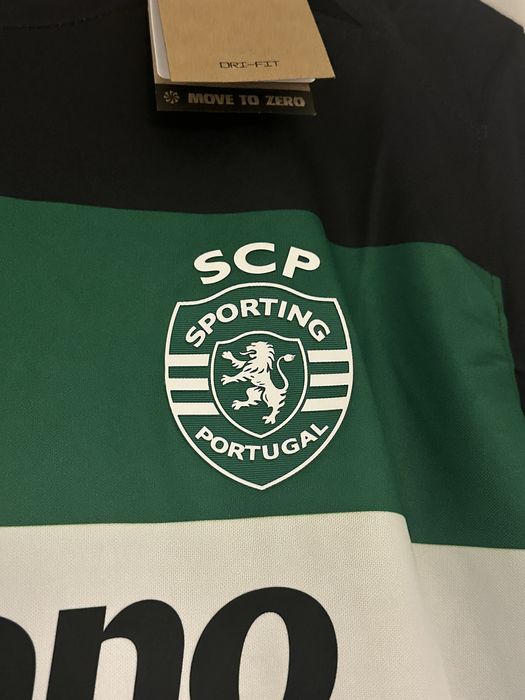 DRI-FIT
MOVE TO ZERO
SCP
SPORTING
PORTUGAL